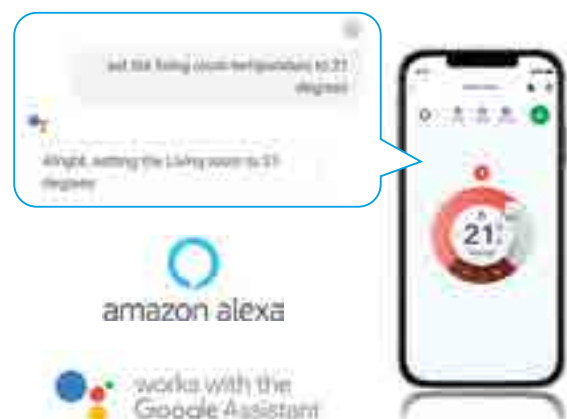 set the living room temperature to 21
degrees
Alright, setting the Living room to 21
degrees
21
amazon alexa
works with the
Google Assistant